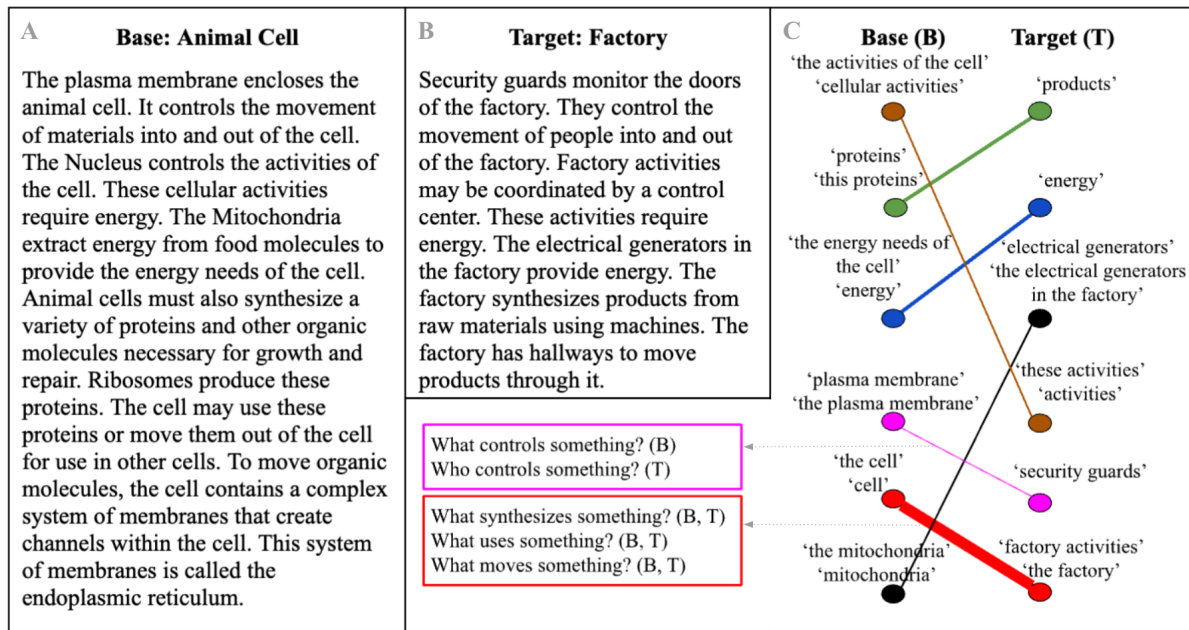 A
Base: Animal Cell
The plasma membrane encloses the
animal cell. It controls the movement
of materials into and out of the cell.
The Nucleus controls the activities of
the cell. These cellular activities
require energy. The Mitochondria
extract energy from food molecules to
provide the energy needs of the cell.
Animal cells must also synthesize a
variety of proteins and other organic
molecules necessary for growth and
repair. Ribosomes produce these
proteins. The cell may use these
proteins or move them out of the cell
for use in other cells. To move organic
molecules, the cell contains a complex
system of membranes that create
channels within the cell. This system
of membranes is called the
endoplasmic reticulum.
B
Target: Factory
Security guards monitor the doors
of the factory. They control the
movement of people into and out
of the factory. Factory activities
may be coordinated by a control
center. These activities require
energy. The electrical generators in
the factory provide energy. The
factory synthesizes products from
raw materials using machines. The
factory has hallways to move
products through it.
What controls something? (B)
Who controls something? (T)
What synthesizes something? (B, T)
What uses something? (B, T)
What moves something? (B, T)
C
Base (B)
Target (T)
‘the activities of the cell’
‘cellular activities’
‘products’
‘proteins’
‘this proteins’
‘energy’
‘the energy needs of
the cell’
‘energy’
‘electrical generators’
‘the electrical generators
in the factory’
‘plasma membrane’
‘the plasma membrane’
‘these activities’
‘activities’
‘the cell’
‘cell’
‘security guards’
‘the mitochondria’
‘mitochondria’
‘factory activities’
‘the factory’